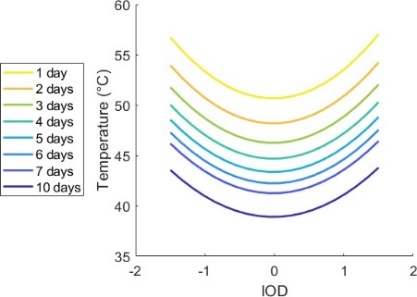 1 day
2 days
3 days
4 days
5 days
6 days
7 days
10 days
Temperature (°C)
60
55
50
45
40
35
-2
-1
0
1
2
IOD